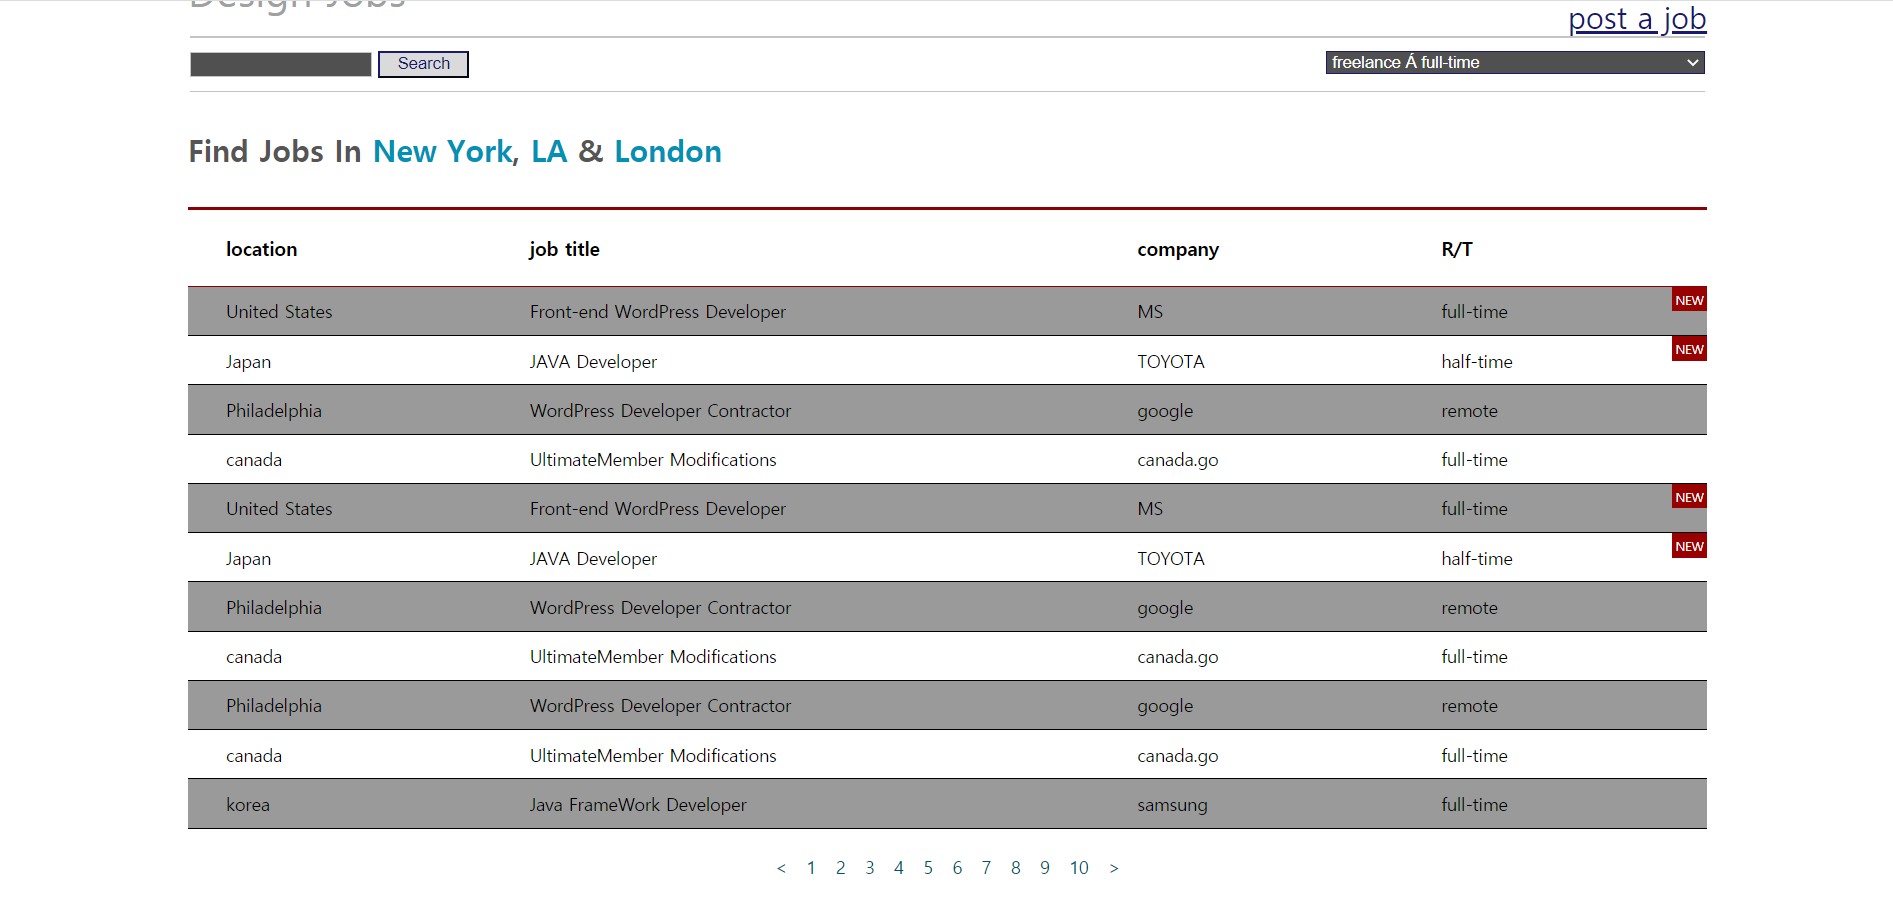 Design Jobs
post a job
Search
freelance Á full-time
Find Jobs In New York, LA & London
location job title company R/T
United States Front-end WordPress Developer MS full-time NEW
Japan JAVA Developer TOYOTA half-time NEW
Philadelphia WordPress Developer Contractor google remote
canada UltimateMember Modifications canada.go full-time
United States Front-end WordPress Developer MS full-time NEW
Japan JAVA Developer TOYOTA half-time NEW
Philadelphia WordPress Developer Contractor google remote
canada UltimateMember Modifications canada.go full-time
Philadelphia WordPress Developer Contractor google remote
canada UltimateMember Modifications canada.go full-time
korea Java FrameWork Developer samsung full-time
< 1 2 3 4 5 6 7 8 9 10 >